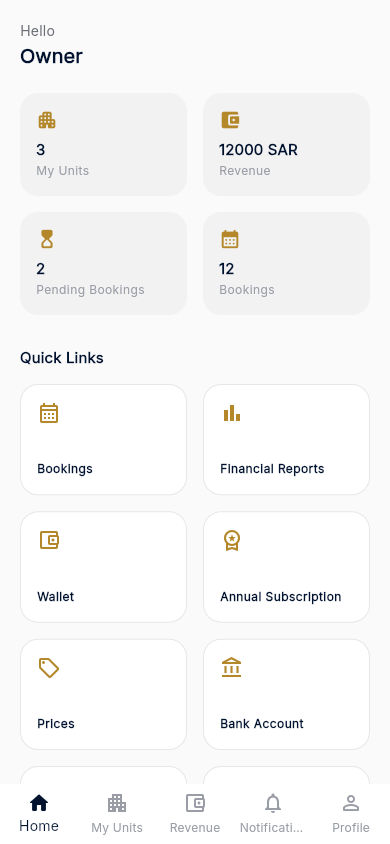 Hello
Owner
3
My Units
12000 SAR
Revenue
2
Pending Bookings
12
Bookings
Quick Links
Bookings
Financial Reports
Wallet
Annual Subscription
Prices
Bank Account
Home
My Units
Revenue
Notificati...
Profile